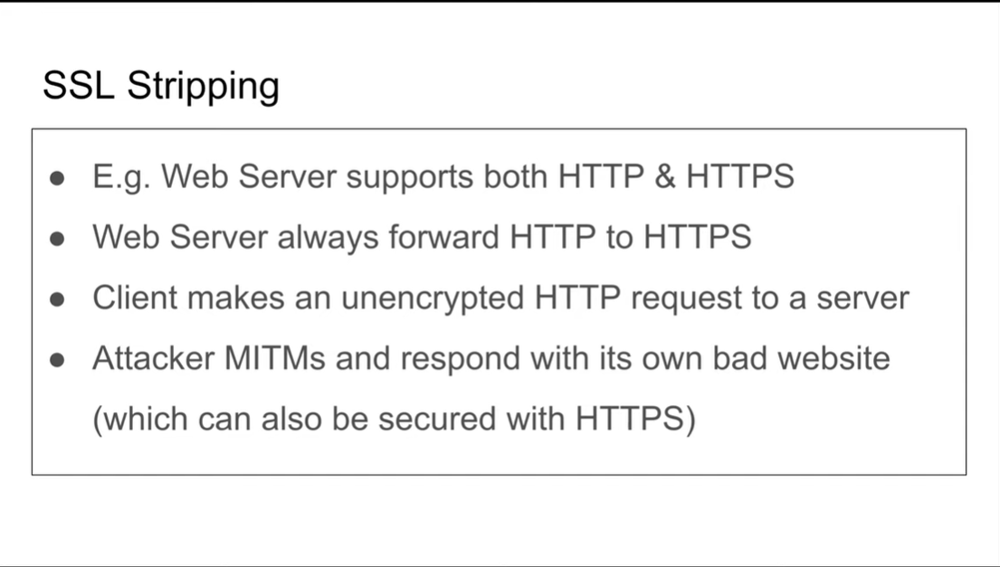 SSL Stripping
● E.g. Web Server supports both HTTP & HTTPS
● Web Server always forward HTTP to HTTPS
● Client makes an unencrypted HTTP request to a server
● Attacker MITMs and respond with its own bad website
(which can also be secured with HTTPS)